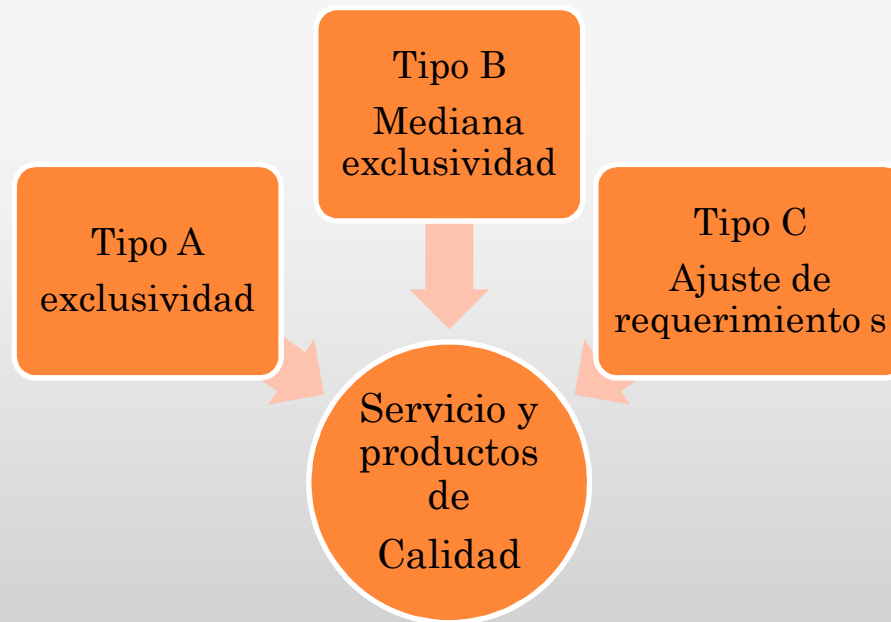 Tipo A
exclusividad
Tipo B
Mediana
exclusividad
Tipo C
Ajuste de
requerimiento s
Servicio y
productos
de
Calidad